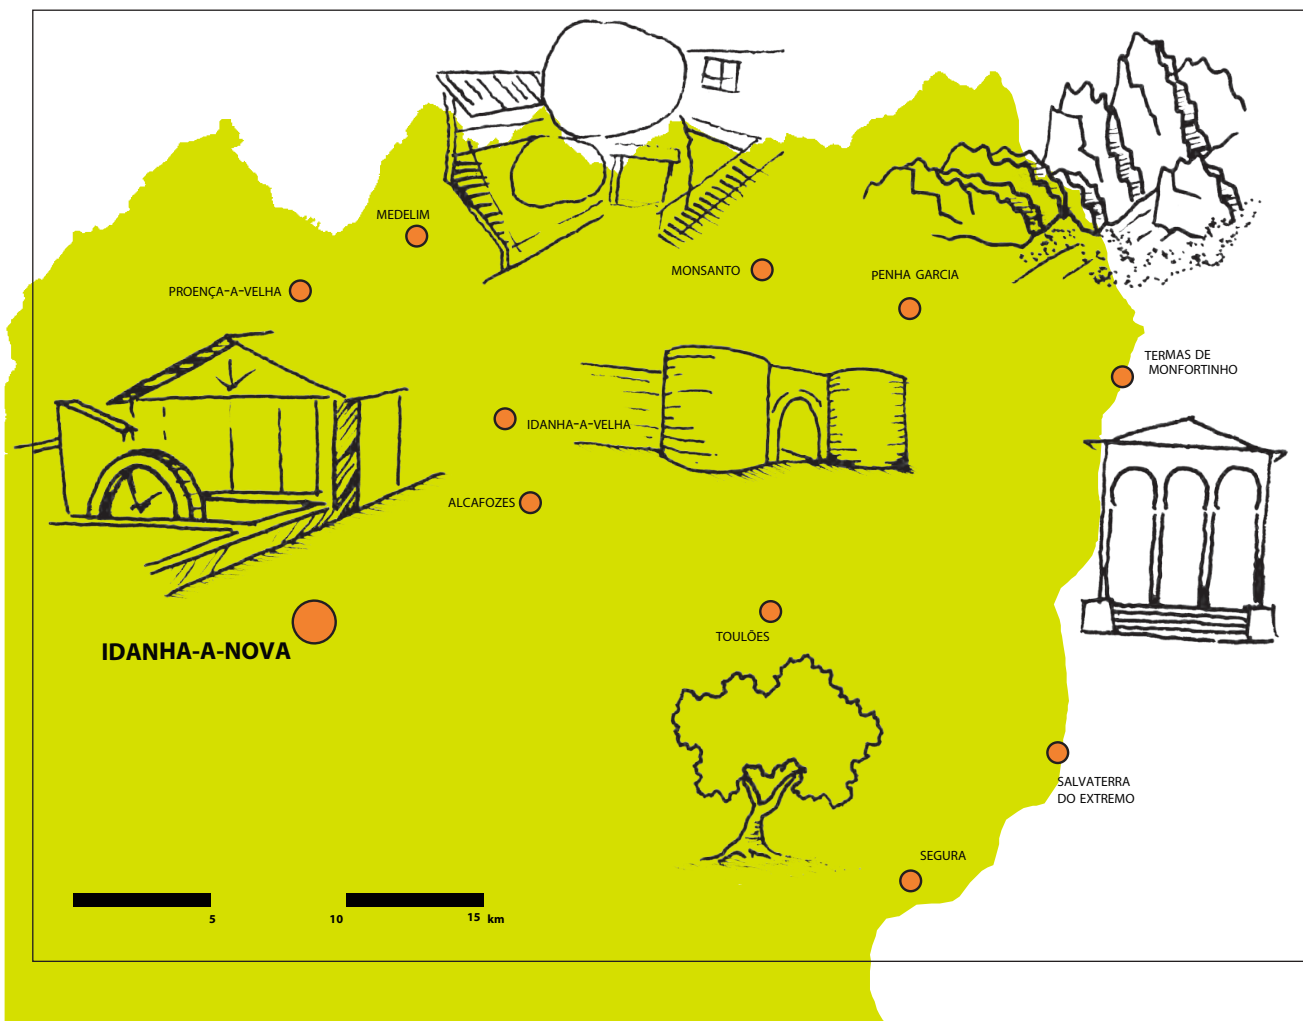 MEDELIM
MONSANTO
PENHA GARCIA
PROENÇA-A-VELHA
TERMAS DE
MONFORTINHO
IDANHA-A-VELHA
ALCAFOZES
TOULÕES
IDANHA-A-NOVA
SALVATERRA
DO EXTREMO
SEGURA
5 10 15 km